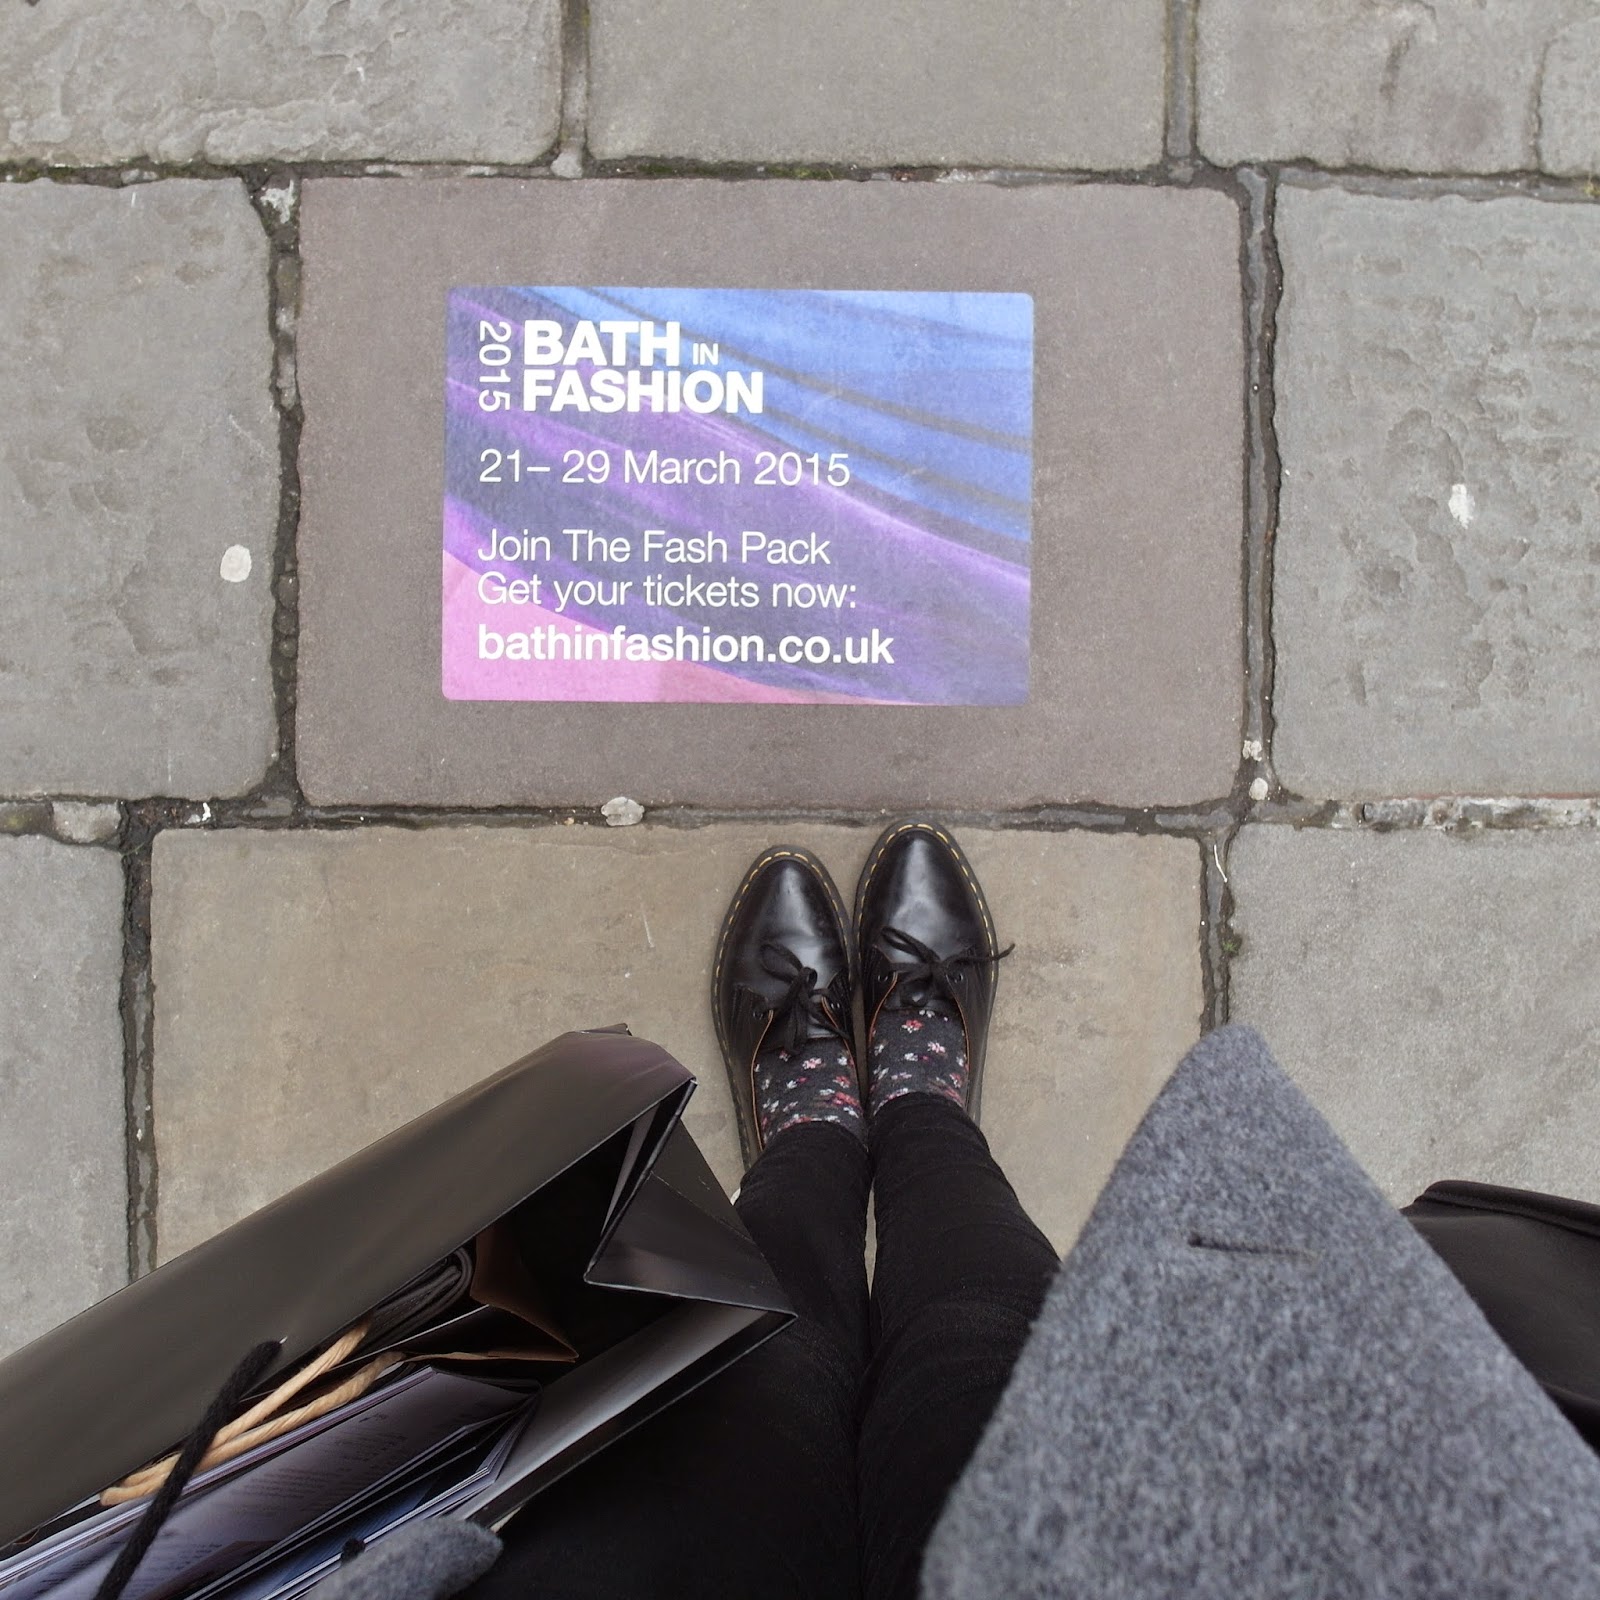 2015
BATH IN
FASHION
21– 29 March 2015
Join The Fash Pack
Get your tickets now:
bathinfashion.co.uk